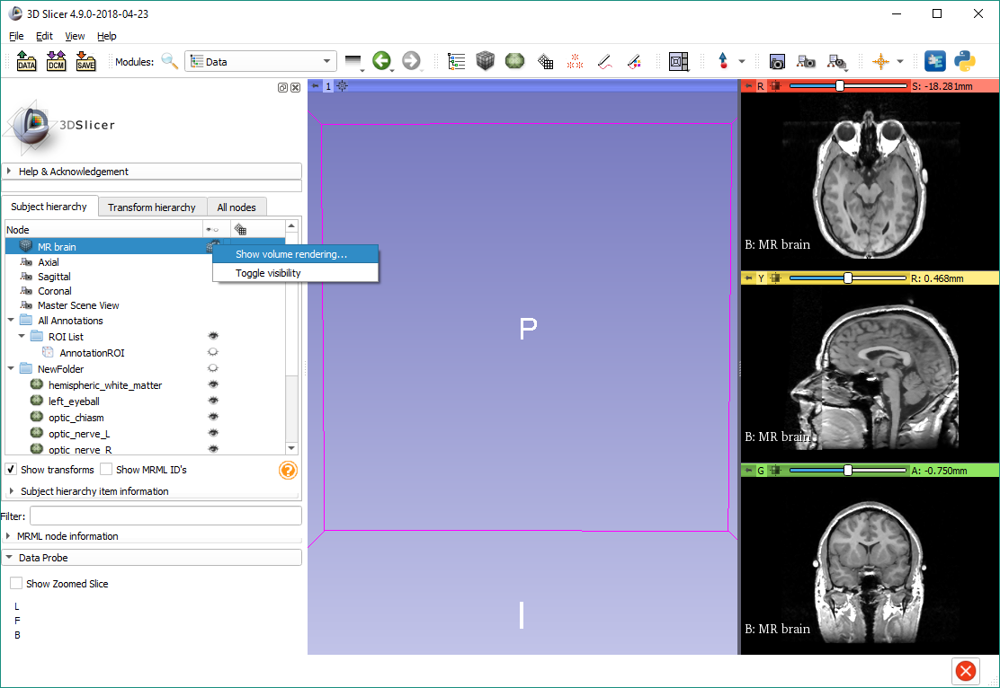 3D Slicer 4.9.0-2018-04-23
File Edit View Help
DATA DCM SAVE Modules: Data
1
R S: -18.281mm
3DSlicer
Help & Acknowledgement
Subject hierarchy Transform hierarchy All nodes
Node
MR brain
Show volume rendering...
Toggle visibility
Axial
Sagittal
Coronal
Master Scene View
All Annotations
ROI List
AnnotationROI
NewFolder
hemispheric_white_matter
left_eyeball
optic_chiasm
optic_nerve_L
optic_nerve_R
Show transforms Show MRML ID's
?
Subject hierarchy item information
Filter:
MRML node information
Data Probe
Show Zoomed Slice
L
F
B
P
I
B: MR brain
Y R: 0.468mm
B: MR brain
G A: -0.750mm
B: MR brain